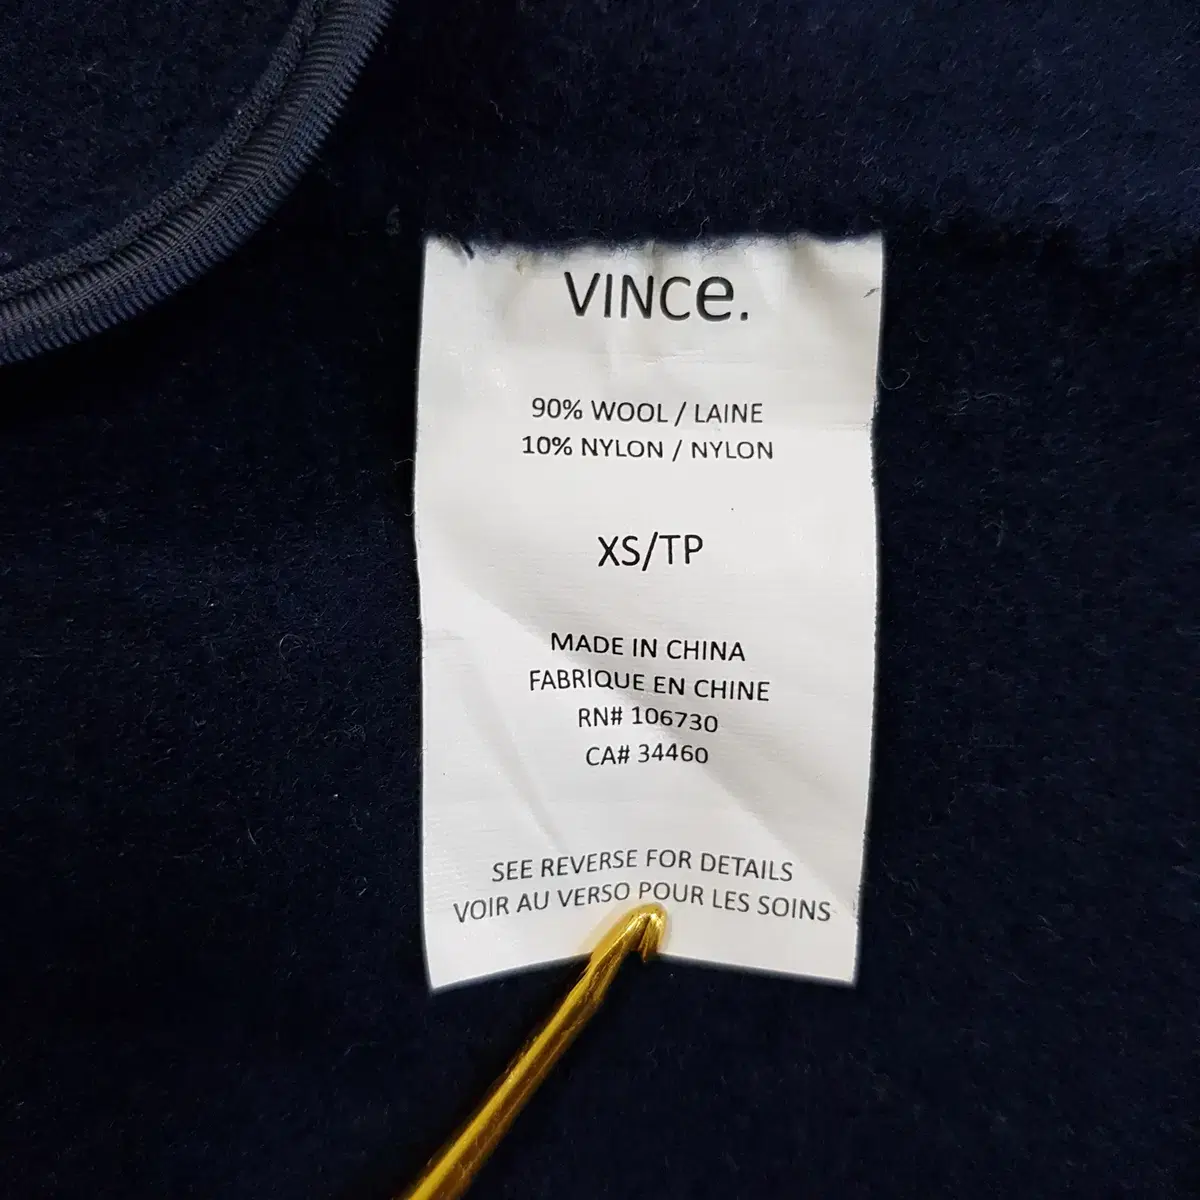 VINCe.
90% WOOL / LAINE
10% NYLON / NYLON
XS/TP
MADE IN CHINA
FABRIQUE EN CHINE
RN# 106730
CA# 34460
SEE REVERSE FOR DETAILS
VOIR AU VERSO POUR LES SOINS